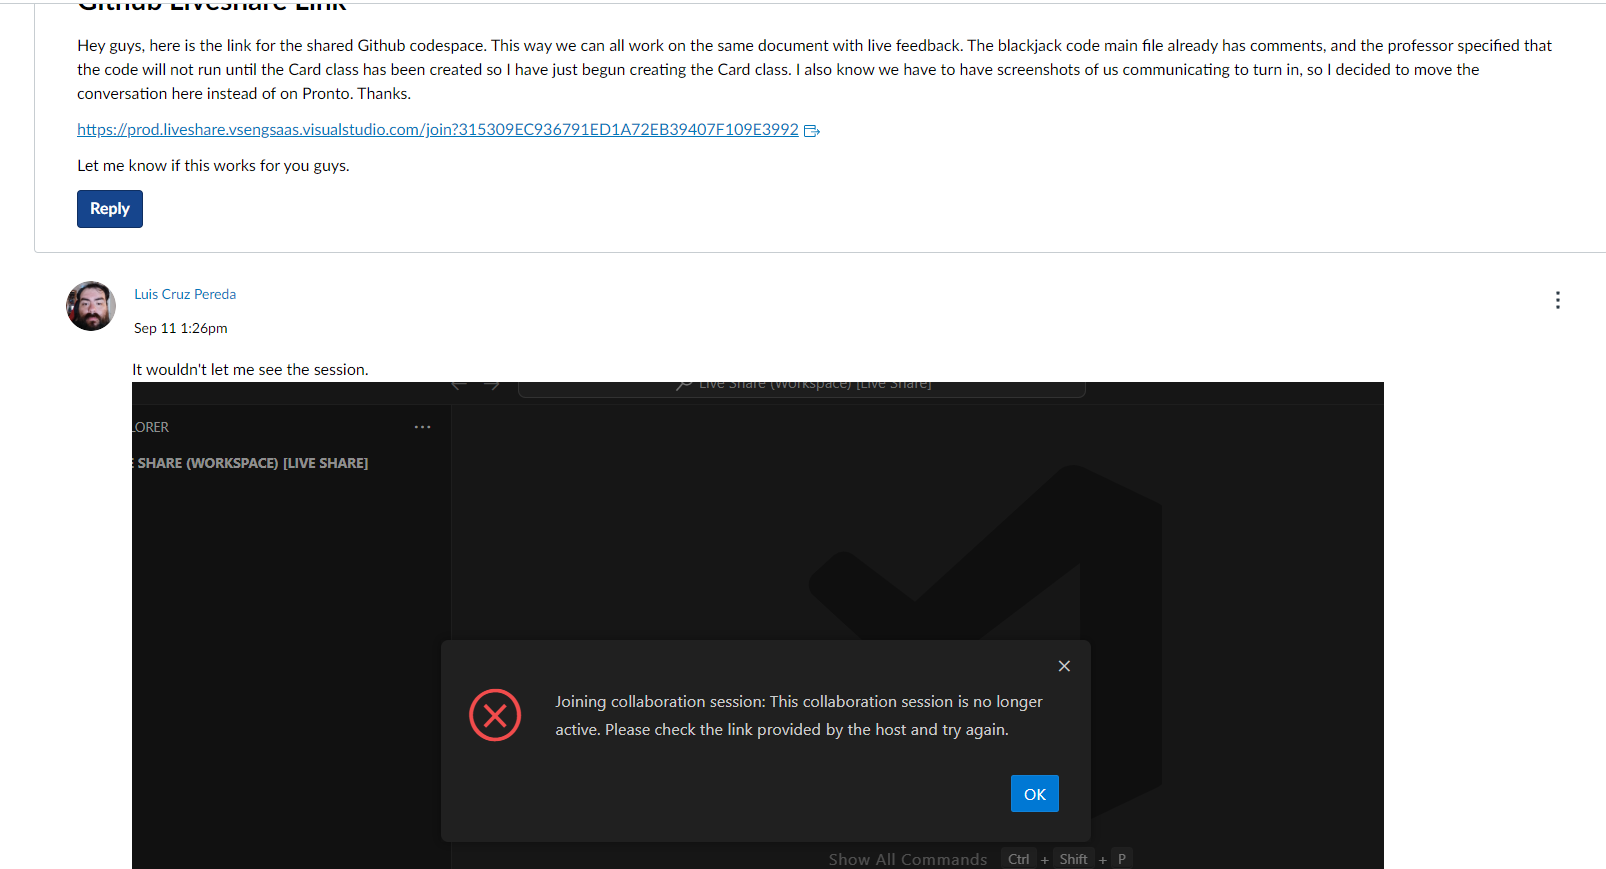 Github Liveshare Link
Hey guys, here is the link for the shared Github codespace. This way we can all work on the same document with live feedback. The blackjack code main file already has comments, and the professor specified that
the code will not run until the Card class has been created so I have just begun creating the Card class. I also know we have to have screenshots of us communicating to turn in, so I decided to move the
conversation here instead of on Pronto. Thanks.
https://prod.liveshare.vsengsaas.visualstudio.com/join?315309EC936791ED1A72EB39407F109E3992
Let me know if this works for you guys.
Reply
Luis Cruz Pereda
Sep 11 1:26pm
It wouldn't let me see the session.
Live Share (Workspace) [Live Share]
LORER
E SHARE (WORKSPACE) [LIVE SHARE]
Joining collaboration session: This collaboration session is no longer
active. Please check the link provided by the host and try again.
OK
Show All Commands Ctrl + Shift + P